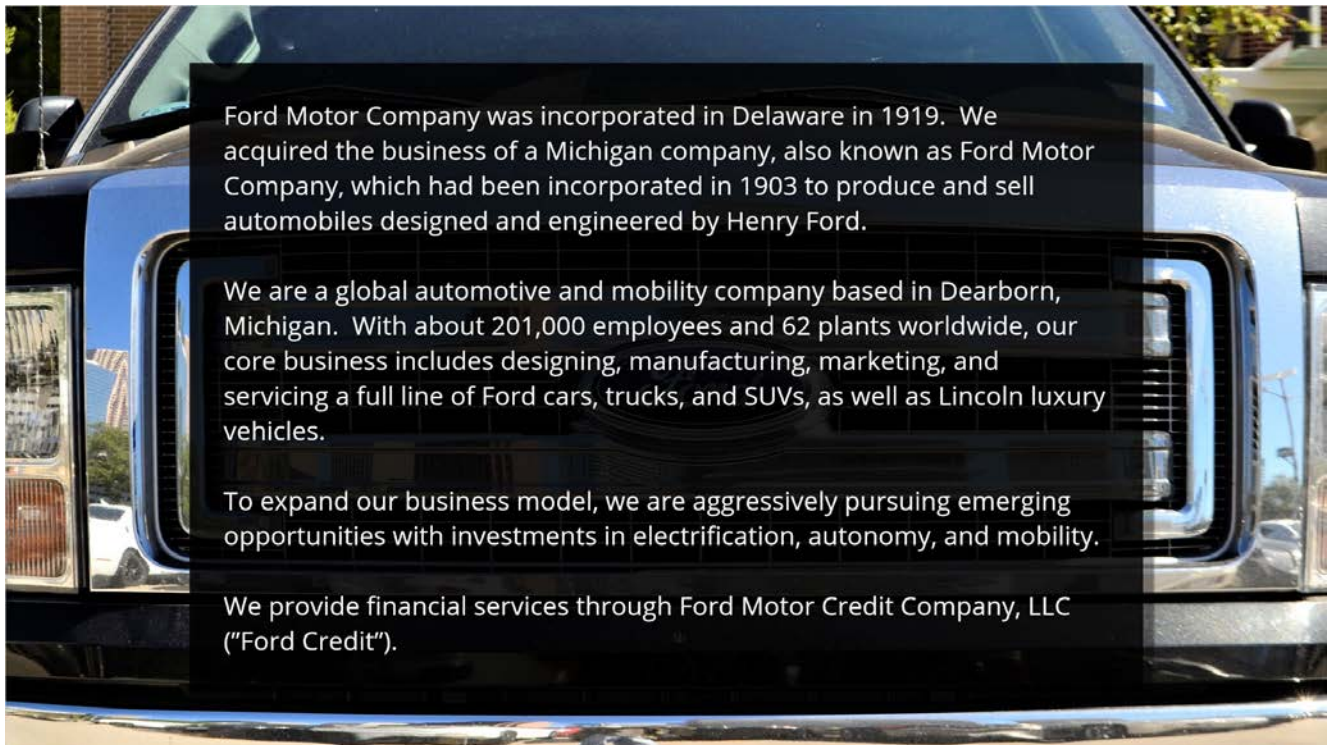 Ford Motor Company was incorporated in Delaware in 1919.  We
acquired the business of a Michigan company, also known as Ford Motor
Company, which had been incorporated in 1903 to produce and sell
automobiles designed and engineered by Henry Ford.
We are a global automotive and mobility company based in Dearborn,
Michigan.  With about 201,000 employees and 62 plants worldwide, our
core business includes designing, manufacturing, marketing, and
servicing a full line of Ford cars, trucks, and SUVs, as well as Lincoln luxury
vehicles.
To expand our business model, we are aggressively pursuing emerging
opportunities with investments in electrification, autonomy, and mobility.
We provide financial services through Ford Motor Credit Company, LLC
(”Ford Credit”).